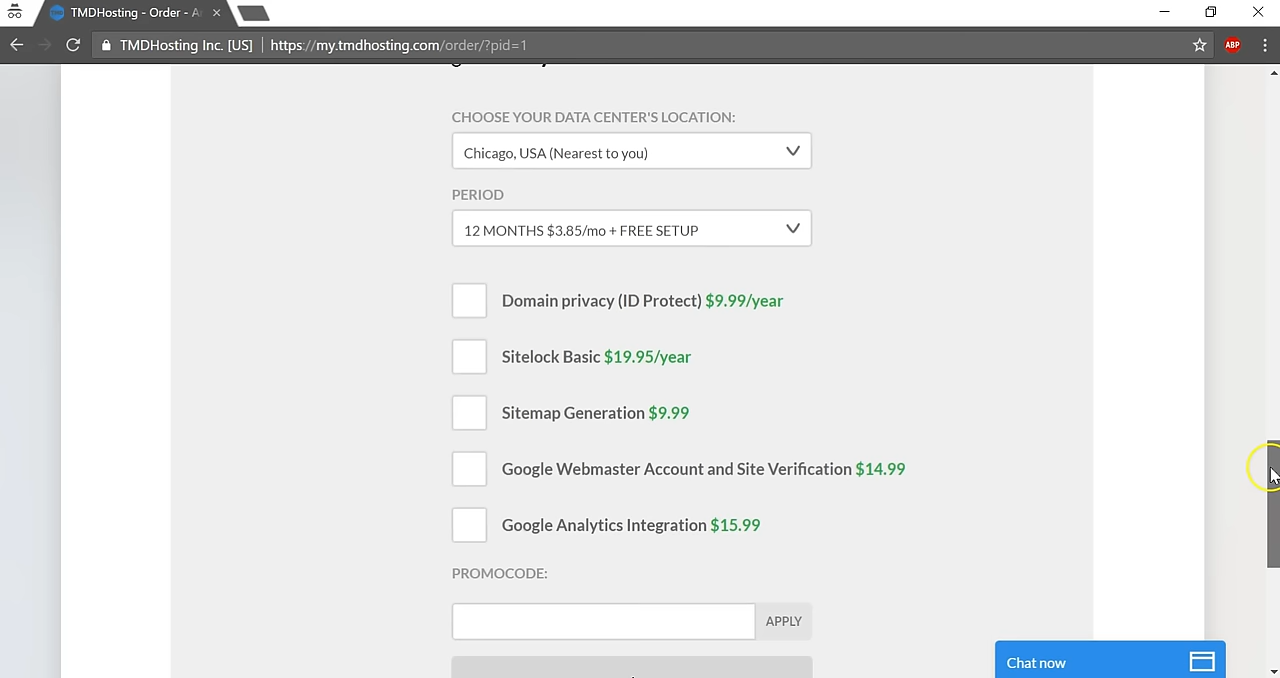 TMDHosting - Order - A
TMDHosting Inc. [US] https://my.tmdhosting.com/order/?pid=1
ABP
CHOOSE YOUR DATA CENTER'S LOCATION:
Chicago, USA (Nearest to you)
PERIOD
12 MONTHS $3.85/mo + FREE SETUP
Domain privacy (ID Protect) $9.99/year
Sitelock Basic $19.95/year
Sitemap Generation $9.99
Google Webmaster Account and Site Verification $14.99
Google Analytics Integration $15.99
PROMOCODE:
APPLY
Chat now